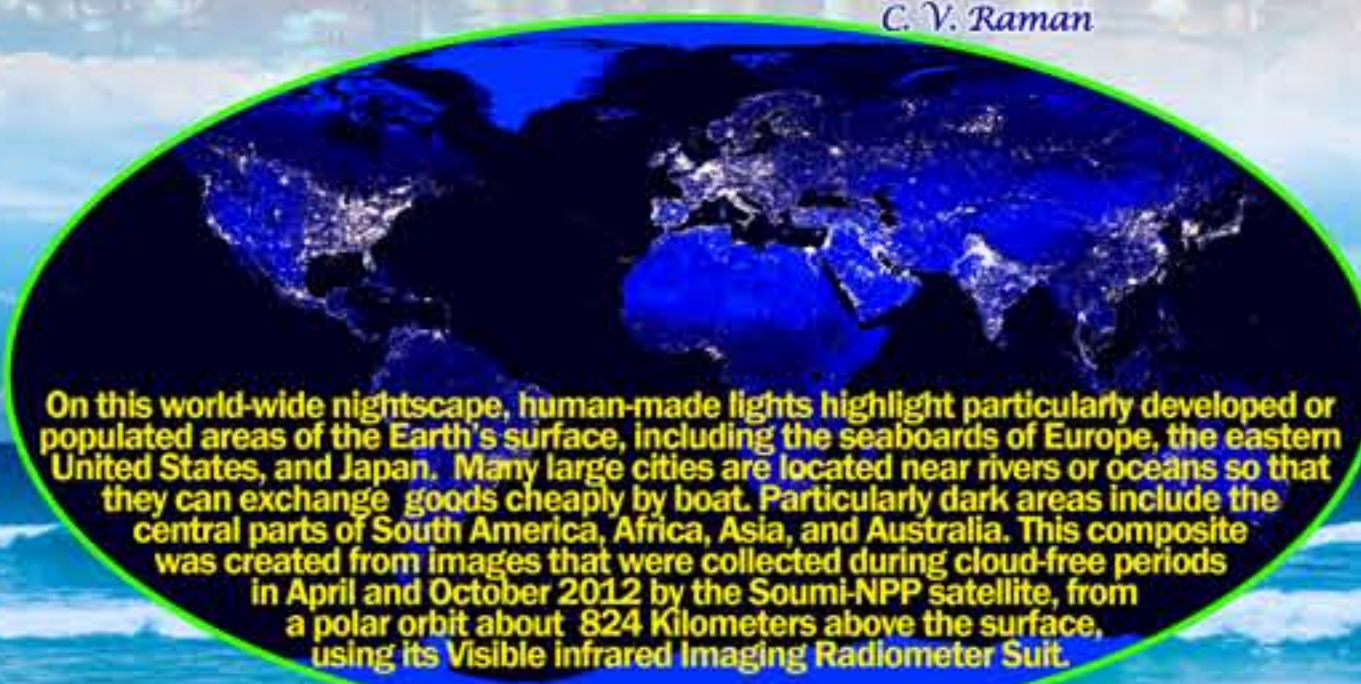 C. V. Raman
On this world-wide nightscape, human-made lights highlight particularly developed or
populated areas of the Earth's surface, including the seaboards of Europe, the eastern
United States, and Japan. Many large cities are located near rivers or oceans so that
they can exchange goods cheaply by boat. Particularly dark areas include the
central parts of South America, Africa, Asia, and Australia. This composite
was created from images that were collected during cloud-free periods
in April and October 2012 by the Soumi-NPP satellite, from
a polar orbit about 824 Kilometers above the surface,
using its Visible infrared Imaging Radiometer Suit.